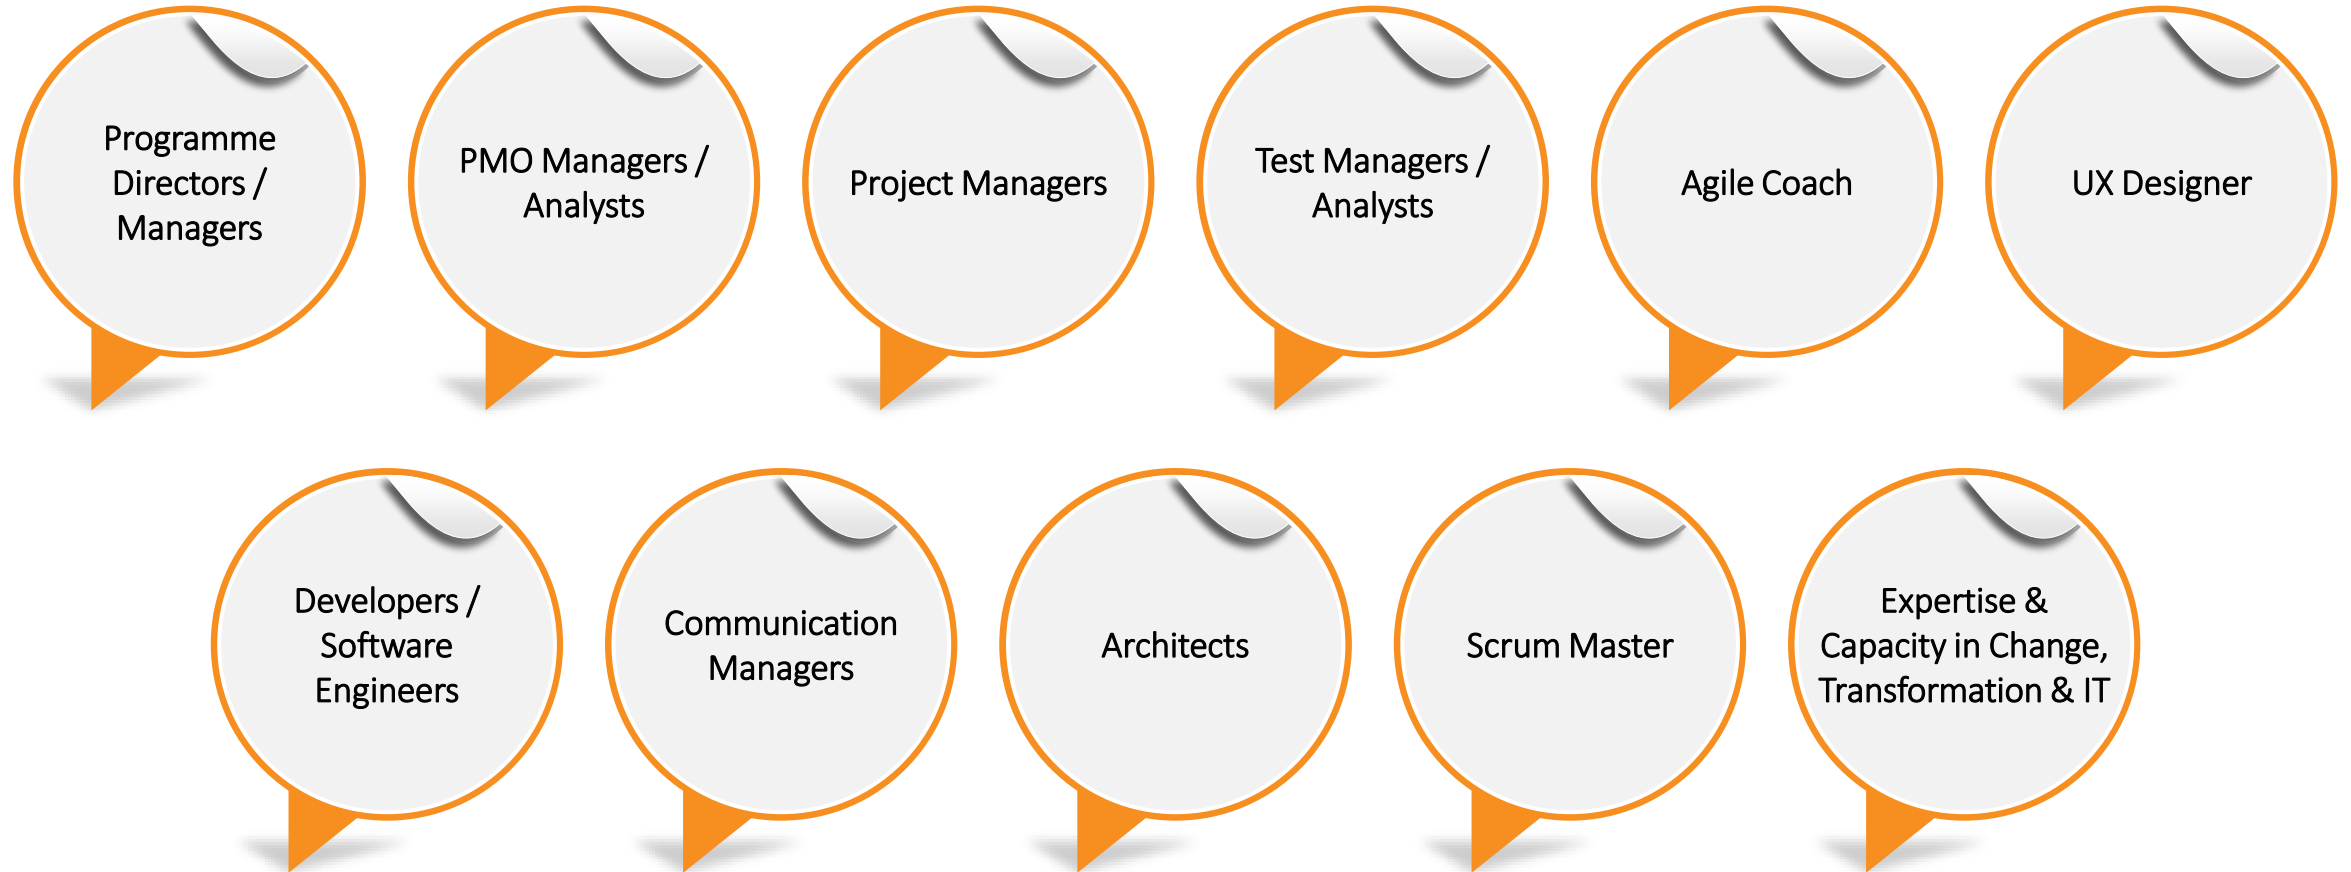 Programme
Directors /
Managers
PMO Managers /
Analysts
Project Managers
Test Managers /
Analysts
Agile Coach
UX Designer
Developers /
Software
Engineers
Communication
Managers
Architects
Scrum Master
Expertise &
Capacity in Change,
Transformation & IT